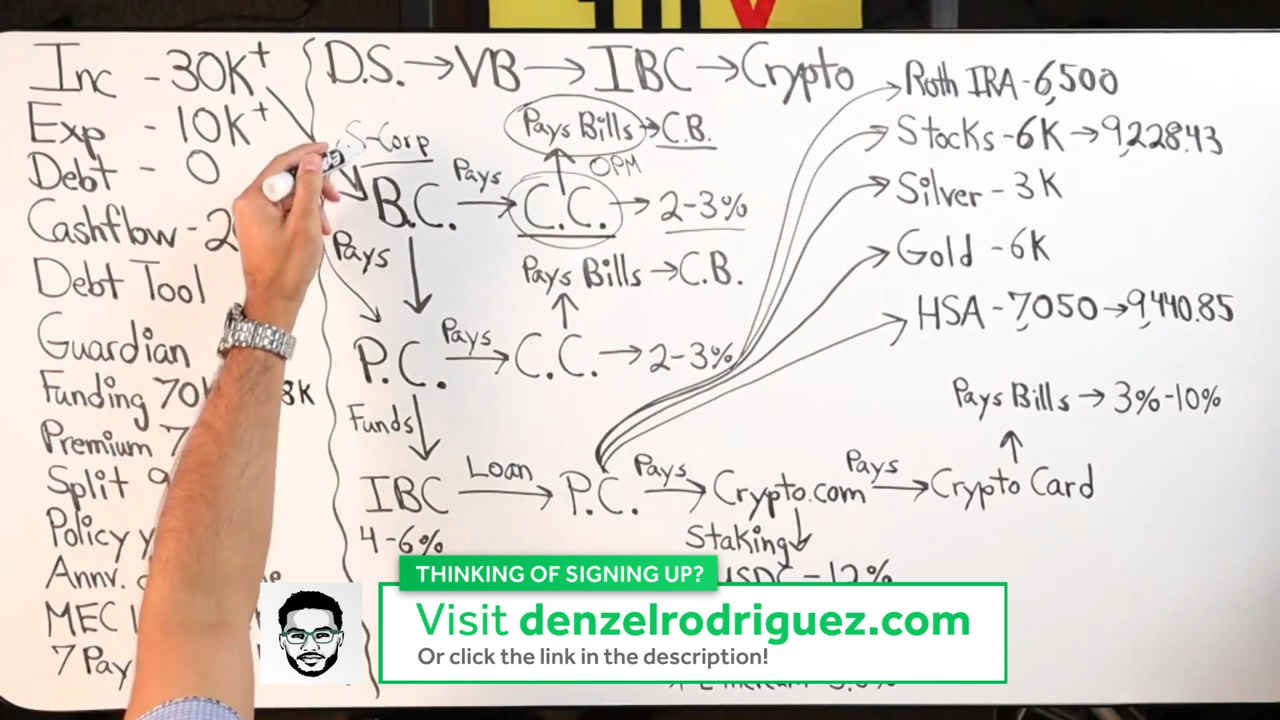 Inc - 30K+
Exp - 10K+
Debt - 0
Cashflow - 2
Debt Tool
Guardian
Funding 70 8K
Premium 7
Split 9
Policy y
Annv.
MEC
7 Pay
D.S. → VB → IBC → Crypto
S-Corp
Pays Bills → C.B.
OPM
B.C. Pays → C.C. → 2-3%
Pays
Pays Bills → C.B.
P.C. Pays → C.C. → 2-3%
Funds
IBC Loan → P.C. Pays → Crypto.com Pays → Crypto Card
4-6%
Staking
USDC - 12%
Roth IRA - 6,500
Stocks - 6K → 9,228.43
Silver - 3K
Gold - 6K
HSA - 7,050 → 9,440.85
Pays Bills → 3%-10%
THINKING OF SIGNING UP?
Visit denzelrodriguez.com
Or click the link in the description!